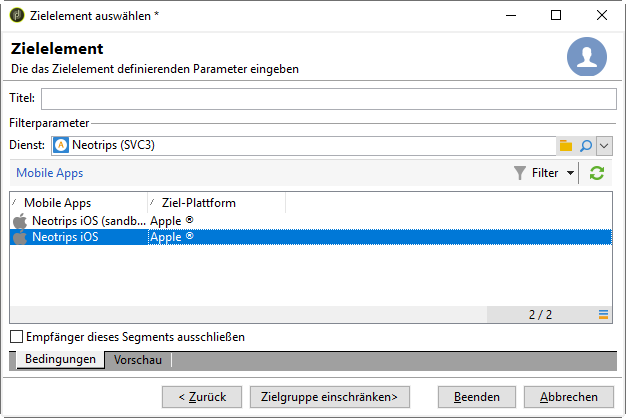 Zielelement auswählen *
Zielelement
Die das Zielelement definierenden Parameter eingeben
Titel:
Filterparameter
Dienst: A Neotrips (SVC3)
Mobile Apps Filter
Mobile Apps Ziel-Plattform
Neotrips iOS (sandb... Apple ®
Neotrips iOS Apple ®
2 / 2
Empfänger dieses Segments ausschließen
Bedingungen Vorschau
< Zurück Zielgruppe einschränken> Beenden Abbrechen